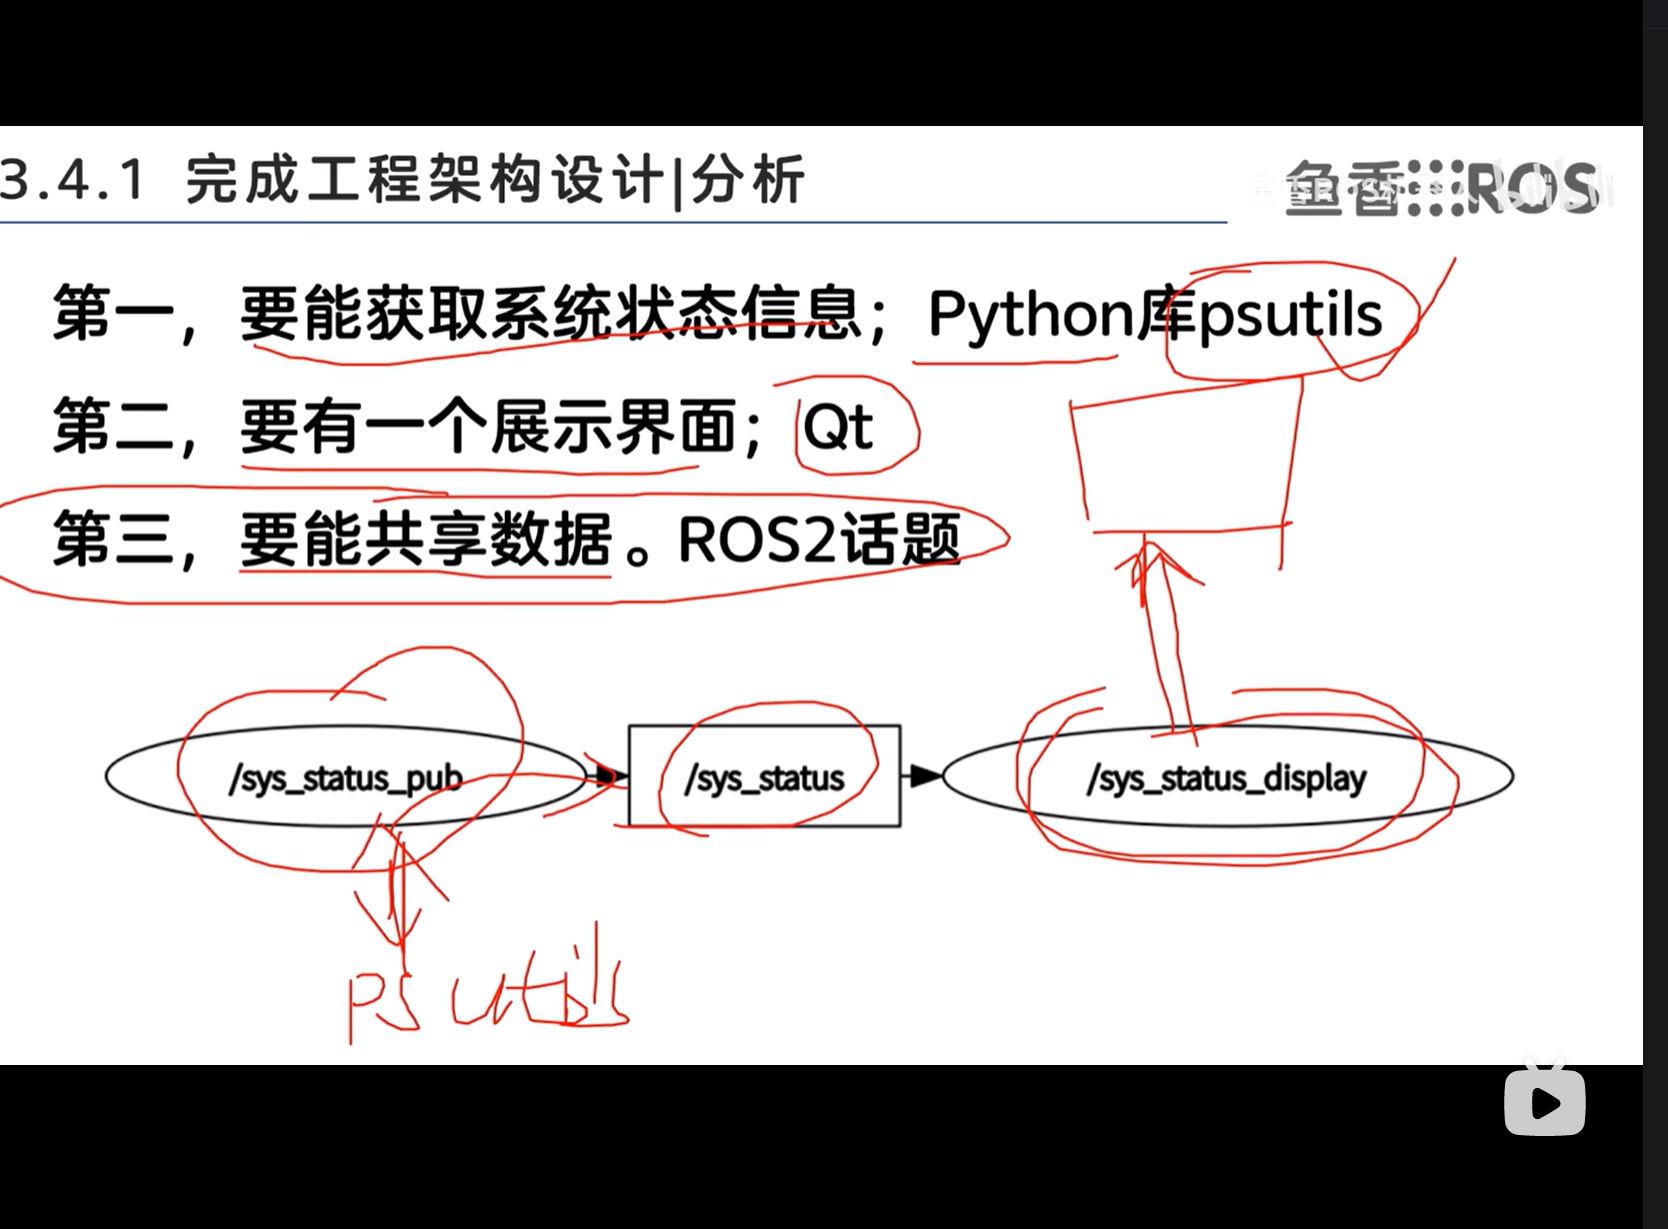 3.4.1 完成工程架构设计|分析
鱼香ROS
第一，要能获取系统状态信息；Python库psutils
第二，要有一个展示界面；Qt
第三，要能共享数据。ROS2话题
/sys_status_pub
/sys_status
/sys_status_display
psutils